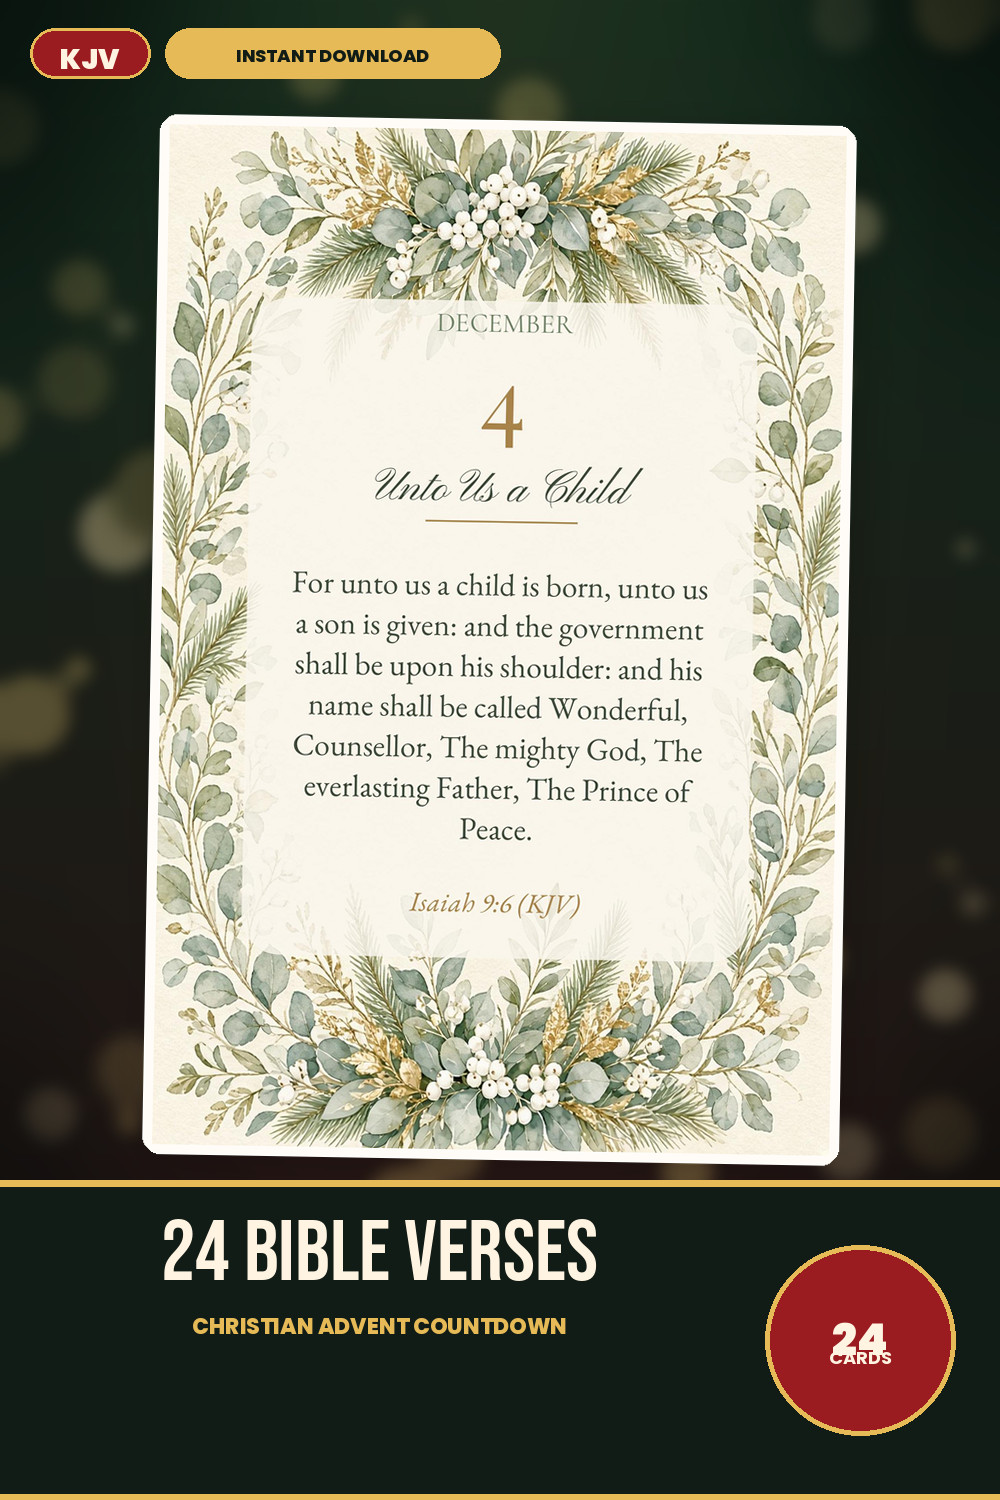 KJV
INSTANT DOWNLOAD
DECEMBER
4
Unto Us a Child
For unto us a child is born, unto us
a son is given: and the government
shall be upon his shoulder: and his
name shall be called Wonderful,
Counsellor, The mighty God, The
everlasting Father, The Prince of
Peace.
Isaiah 9:6 (KJV)
24 BIBLE VERSES
CHRISTIAN ADVENT COUNTDOWN
24
CARDS